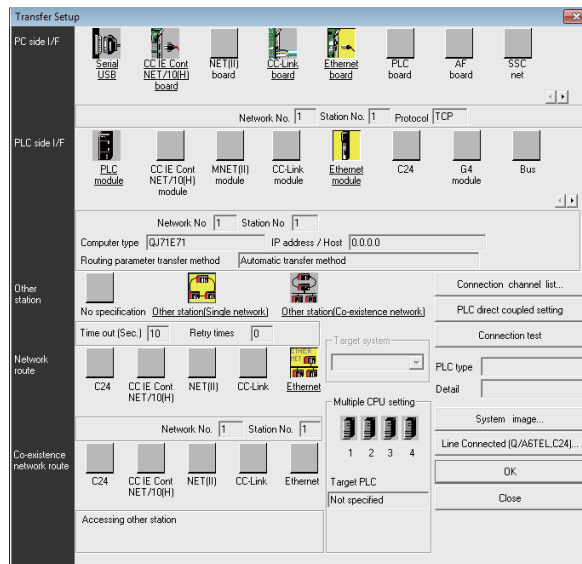 Transfer Setup
PC side I/F
Serial USB
CC IE Cont NET/10(H) board
NET(II) board
CC-Link board
Ethernet board
PLC board
AF board
SSC net
Network No. 1 Station No. 1 Protocol TCP
PLC side I/F
PLC module
CC IE Cont NET/10(H) module
MNET(II) module
CC-Link module
Ethernet module
C24
G4 module
Bus
Network No 1 Station No 1
Computer type QJ71E71 IP address / Host 0.0.0.0
Routing parameter transfer method Automatic transfer method
Other station
No specification Other station(Single network) Other station(Co-existence network)
Time out (Sec.) 10 Retry times 0
Network route
C24
CC IE Cont NET/10(H)
NET(II)
CC-Link
Ethernet
Network No. 1 Station No. 1
Co-existence network route
C24
CC IE Cont NET/10(H)
NET(II)
CC-Link
Ethernet
Accessing other station
Target system
Multiple CPU setting
1 2 3 4
Target PLC
Not specified
Connection channel list...
PLC direct coupled setting
Connection test
PLC type
Detail
System image...
Line Connected (Q/A6TEL,C24)...
OK
Close